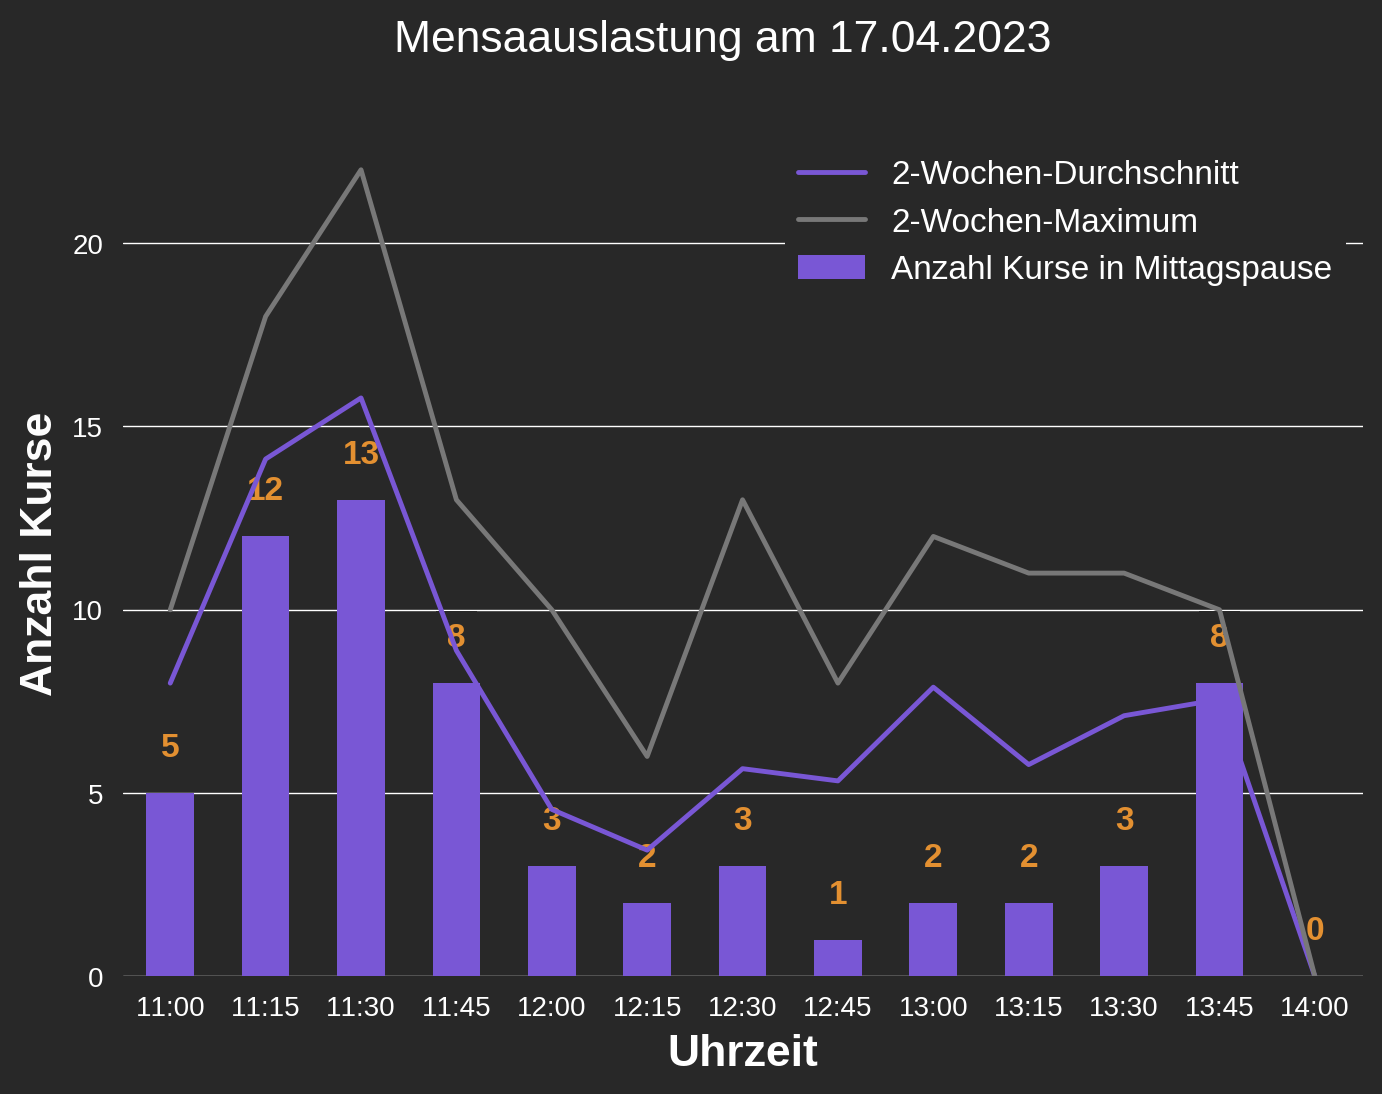 Mensaauslastung am 17.04.2023
2-Wochen-Durchschnitt
2-Wochen-Maximum
Anzahl Kurse in Mittagspause
Anzahl Kurse
20
15
10
5
0
5
12
13
8
3
2
3
1
2
2
3
8
0
11:00 11:15 11:30 11:45 12:00 12:15 12:30 12:45 13:00 13:15 13:30 13:45 14:00
Uhrzeit